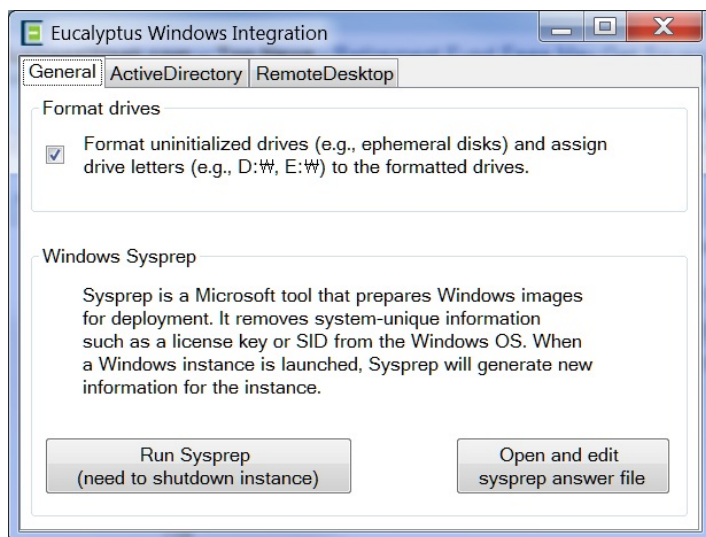 Eucalyptus Windows Integration
General ActiveDirectory RemoteDesktop
Format drives
Format uninitialized drives (e.g., ephemeral disks) and assign
drive letters (e.g., D:₩, E:₩) to the formatted drives.
Windows Sysprep
Sysprep is a Microsoft tool that prepares Windows images
for deployment. It removes system-unique information
such as a license key or SID from the Windows OS. When
a Windows instance is launched, Sysprep will generate new
information for the instance.
Run Sysprep
(need to shutdown instance)
Open and edit
sysprep answer file